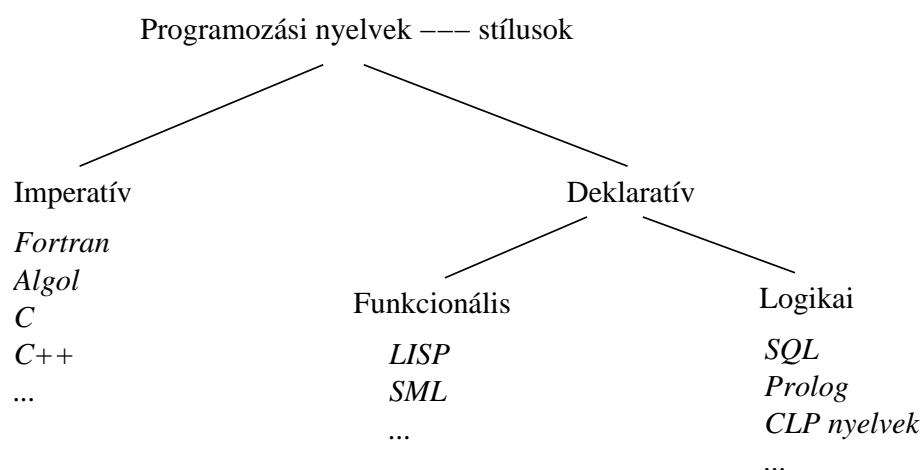 Programozási nyelvek −−− stílusok
Imperatív
Fortran
Algol
C
C++
...
Deklaratív
Funkcionális
LISP
SML
...
Logikai
SQL
Prolog
CLP nyelvek
...